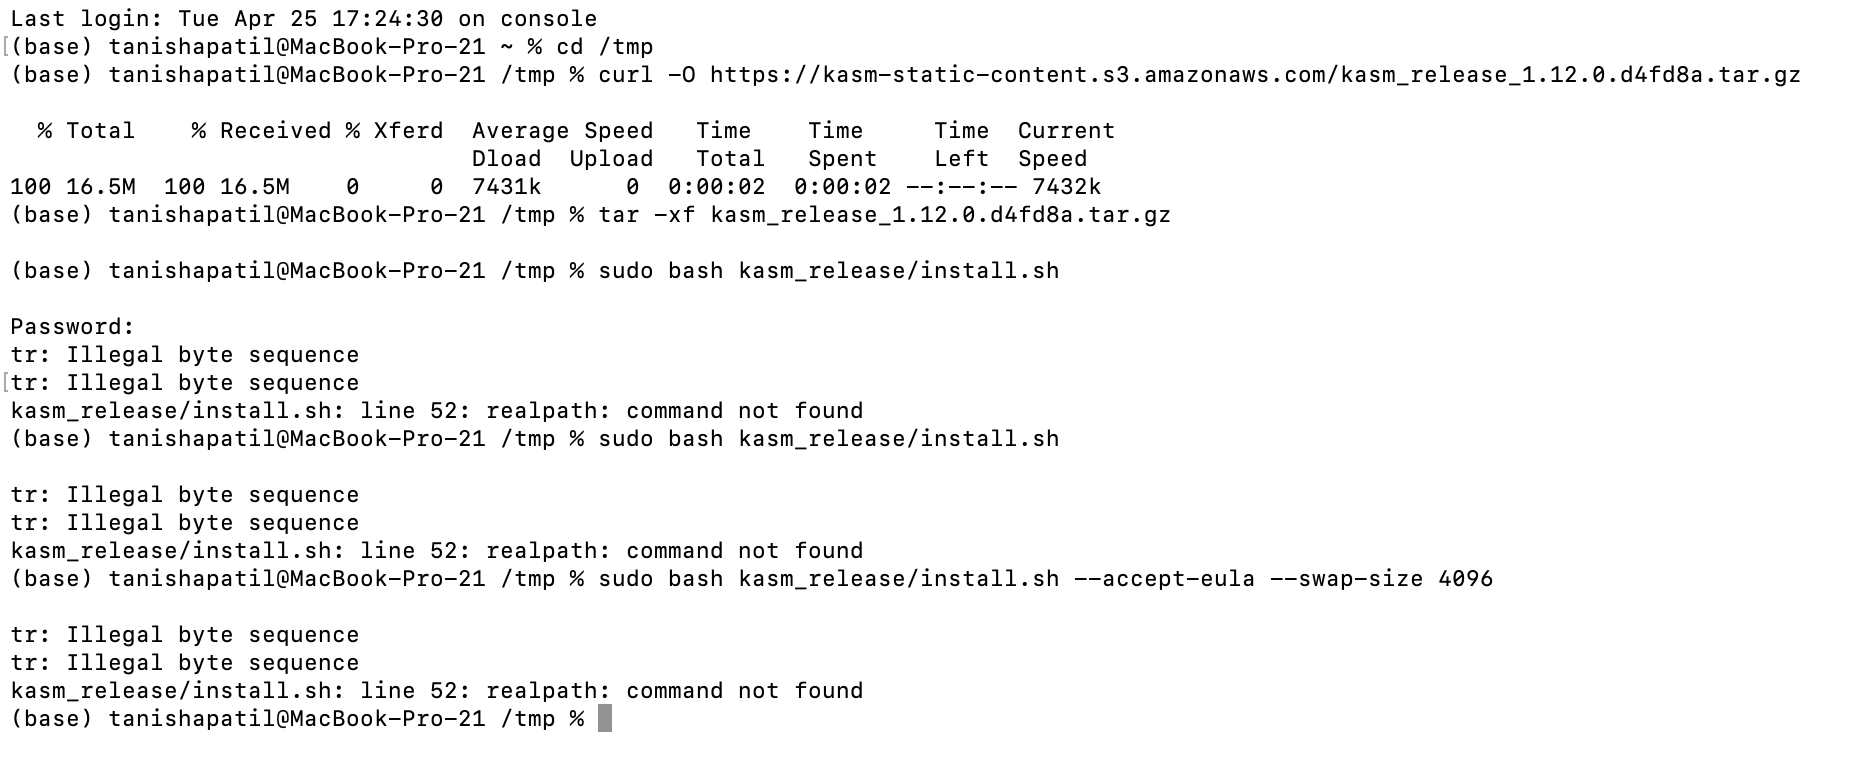 Last login: Tue Apr 25 17:24:30 on console
[(base) tanishapatil@MacBook-Pro-21 ~ % cd /tmp
(base) tanishapatil@MacBook-Pro-21 /tmp % curl -O https://kasm-static-content.s3.amazonaws.com/kasm_release_1.12.0.d4fd8a.tar.gz
  % Total    % Received % Xferd  Average Speed   Time    Time     Time  Current
                                 Dload  Upload   Total   Spent    Left  Speed
100 16.5M  100 16.5M    0     0  7431k      0  0:00:02  0:00:02 --:--:-- 7432k
(base) tanishapatil@MacBook-Pro-21 /tmp % tar -xf kasm_release_1.12.0.d4fd8a.tar.gz
(base) tanishapatil@MacBook-Pro-21 /tmp % sudo bash kasm_release/install.sh
Password:
tr: Illegal byte sequence
[tr: Illegal byte sequence
kasm_release/install.sh: line 52: realpath: command not found
(base) tanishapatil@MacBook-Pro-21 /tmp % sudo bash kasm_release/install.sh
tr: Illegal byte sequence
tr: Illegal byte sequence
kasm_release/install.sh: line 52: realpath: command not found
(base) tanishapatil@MacBook-Pro-21 /tmp % sudo bash kasm_release/install.sh --accept-eula --swap-size 4096
tr: Illegal byte sequence
tr: Illegal byte sequence
kasm_release/install.sh: line 52: realpath: command not found
(base) tanishapatil@MacBook-Pro-21 /tmp %